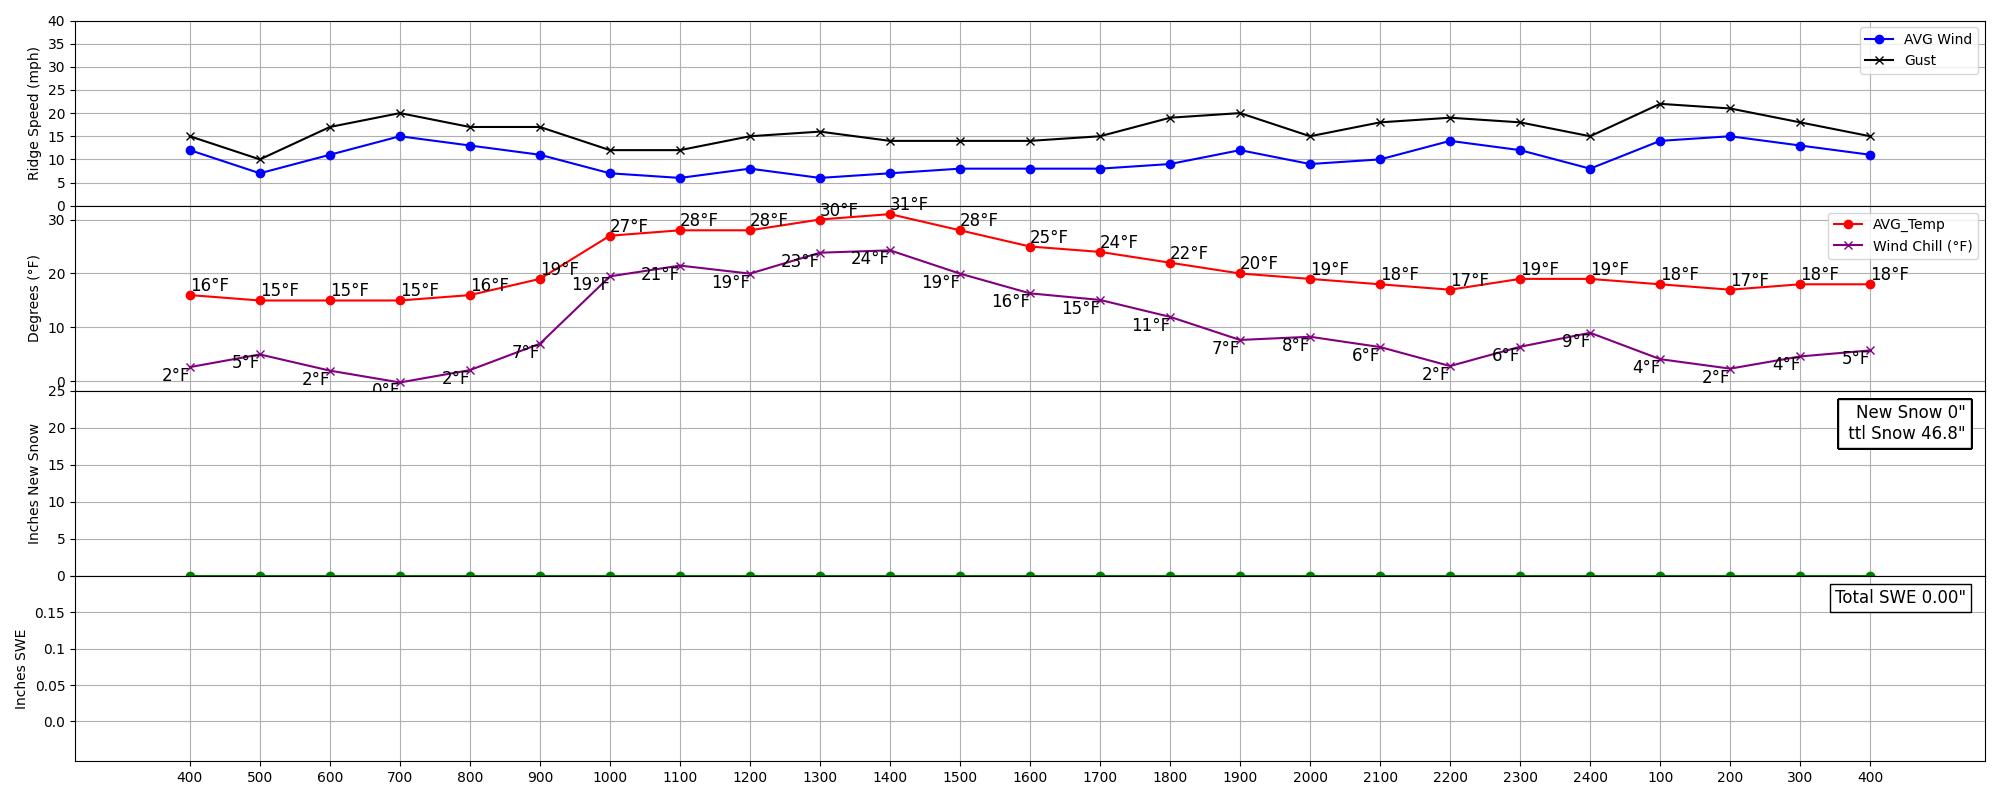 40
35
30
25
20
15
10
5
0
Ridge Speed (mph)
AVG Wind
Gust
30
20
10
0
Degrees (°F)
AVG_Temp
Wind Chill (°F)
16°F 15°F 15°F 15°F 16°F 19°F 27°F 28°F 28°F 30°F 31°F 28°F 25°F 24°F 22°F 20°F 19°F 18°F 17°F 19°F 19°F 18°F 17°F 18°F 18°F
2°F 5°F 2°F 0°F 2°F 7°F 19°F 21°F 19°F 23°F 24°F 19°F 16°F 15°F 11°F 7°F 8°F 6°F 2°F 6°F 9°F 4°F 2°F 4°F 5°F
25
20
15
10
5
0
Inches New Snow
New Snow 0"
ttl Snow 46.8"
0.15
0.1
0.05
0.0
Inches SWE
Total SWE 0.00"
400 500 600 700 800 900 1000 1100 1200 1300 1400 1500 1600 1700 1800 1900 2000 2100 2200 2300 2400 100 200 300 400